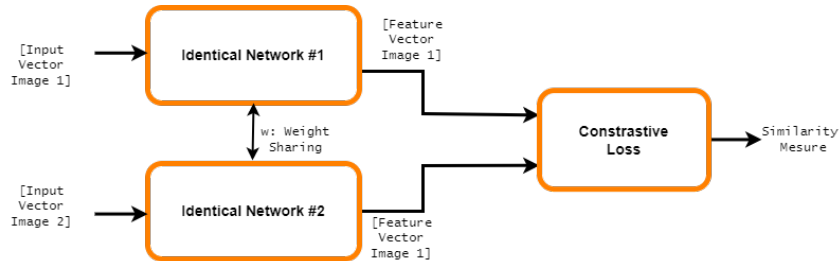 [Input
Vector
Image 1]
Identical Network #1
[Feature
Vector
Image 1]
w: Weight
Sharing
Constrastive
Loss
Similarity
Mesure
[Input
Vector
Image 2]
Identical Network #2
[Feature
Vector
Image 1]